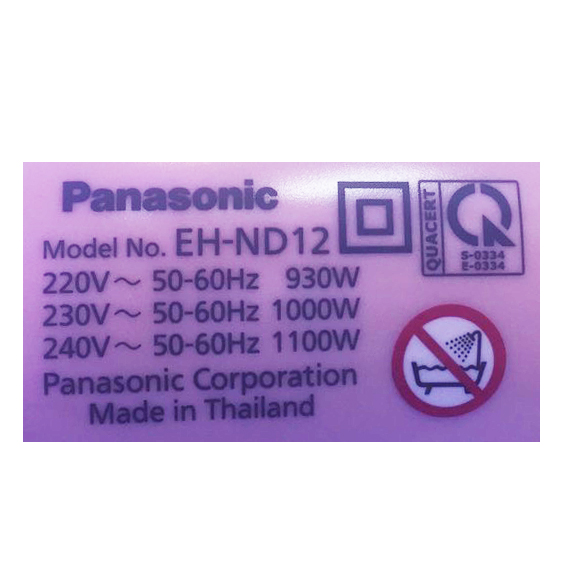 Panasonic
Model No. EH-ND12
220V～ 50-60Hz 930W
230V～ 50-60Hz 1000W
240V～ 50-60Hz 1100W
Panasonic Corporation
Made in Thailand
QUACERT
S-0334
E-0334